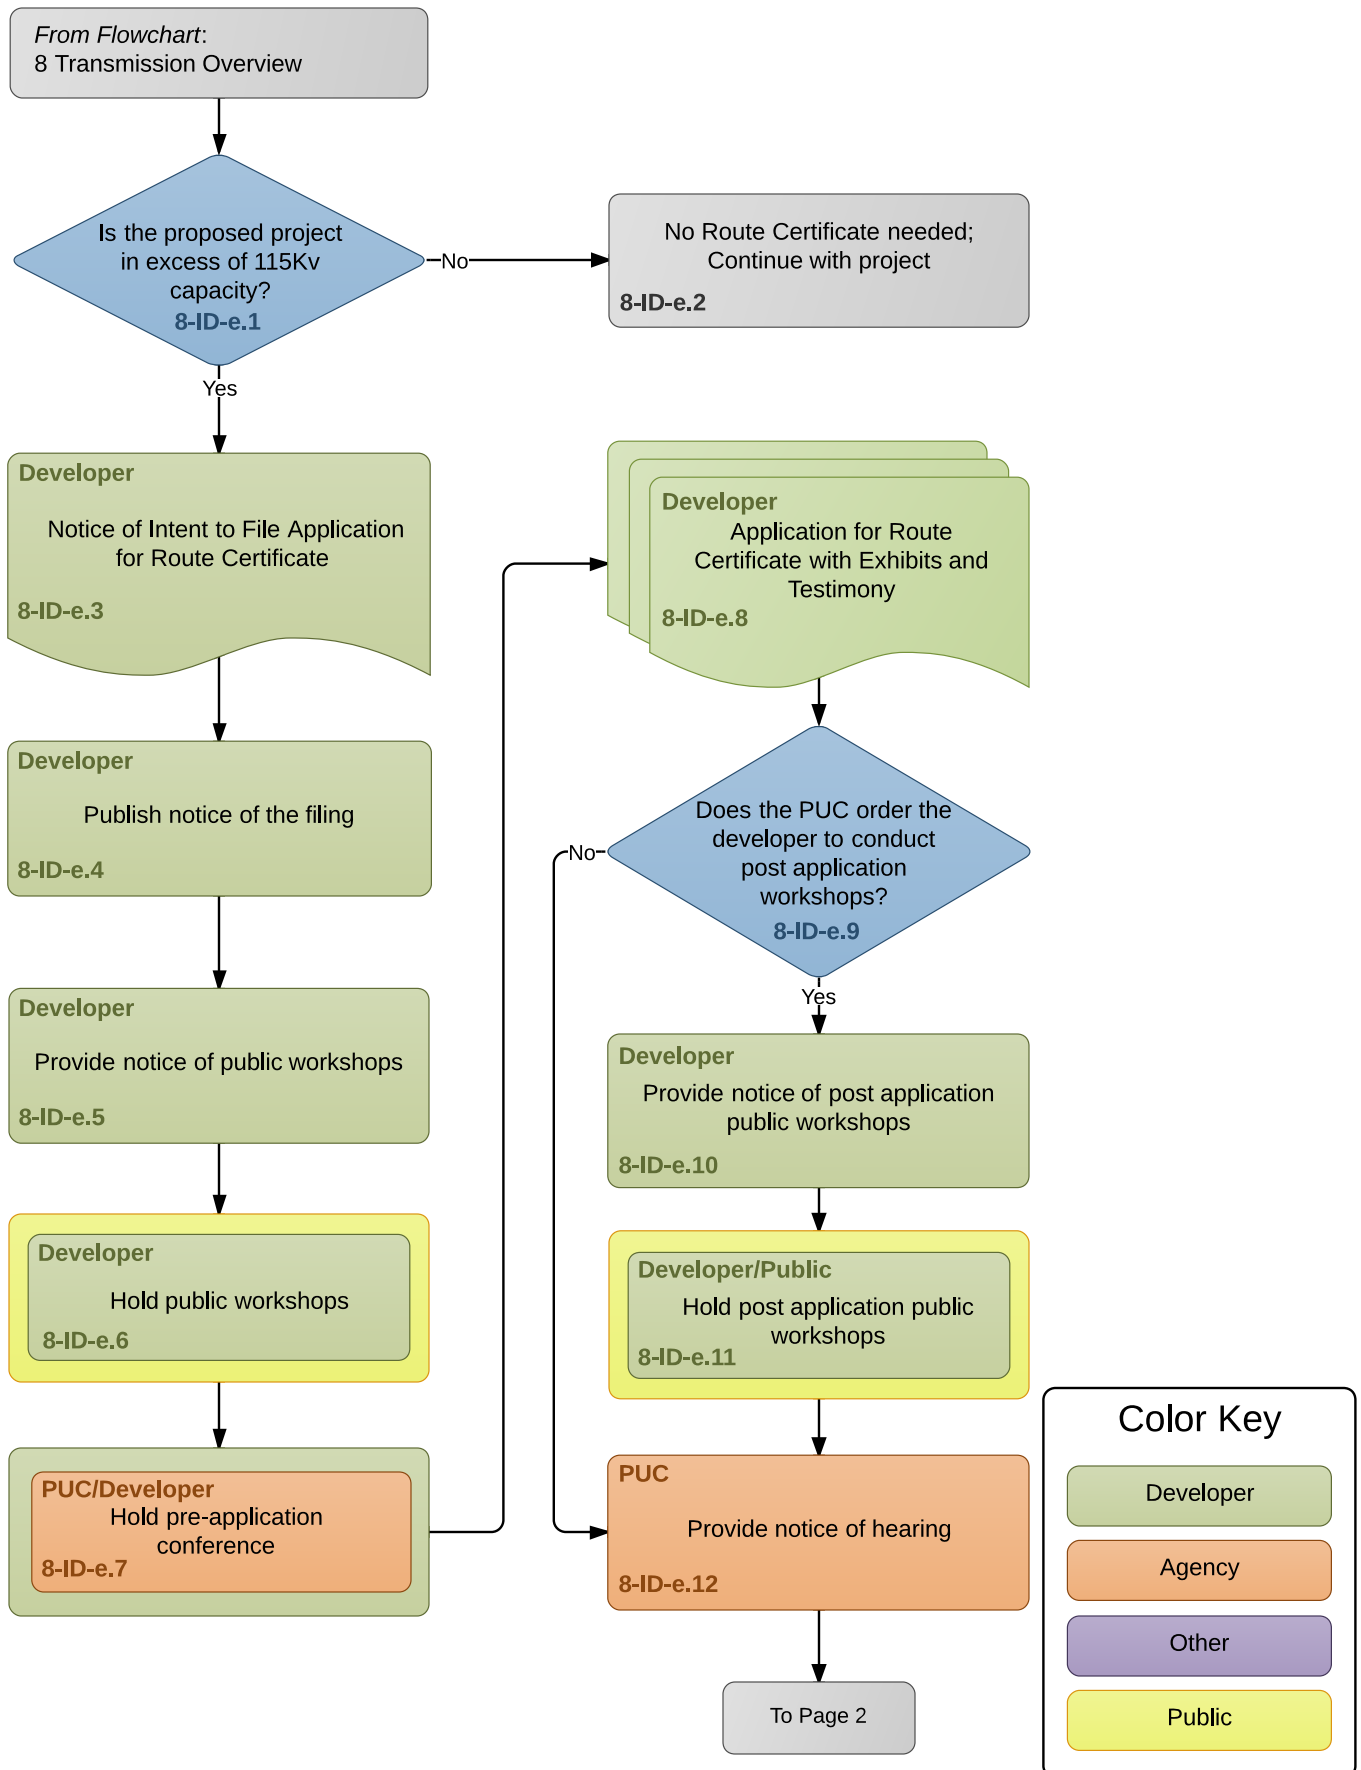 From Flowchart:
8 Transmission Overview
Is the proposed project
in excess of 115Kv
capacity?
8-ID-e.1
No
No Route Certificate needed;
Continue with project
8-ID-e.2
Yes
Developer
Notice of Intent to File Application
for Route Certificate
8-ID-e.3
Developer
Publish notice of the filing
8-ID-e.4
Developer
Provide notice of public workshops
8-ID-e.5
Developer
Hold public workshops
8-ID-e.6
PUC/Developer
Hold pre-application
conference
8-ID-e.7
Developer
Application for Route
Certificate with Exhibits and
Testimony
8-ID-e.8
Does the PUC order the
developer to conduct
post application
workshops?
8-ID-e.9
No
Yes
Developer
Provide notice of post application
public workshops
8-ID-e.10
Developer/Public
Hold post application public
workshops
8-ID-e.11
PUC
Provide notice of hearing
8-ID-e.12
To Page 2
Color Key
Developer
Agency
Other
Public